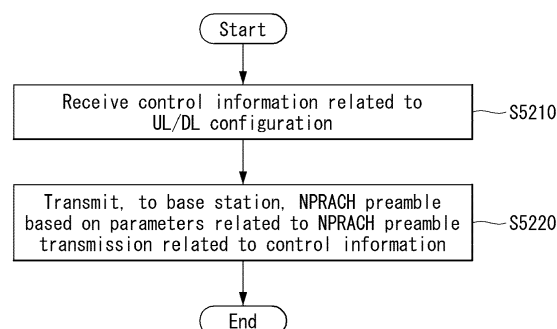 Start
Receive control information related to
UL/DL configuration
S5210
Transmit, to base station, NPRACH preamble
based on parameters related to NPRACH preamble
transmission related to control information
S5220
End